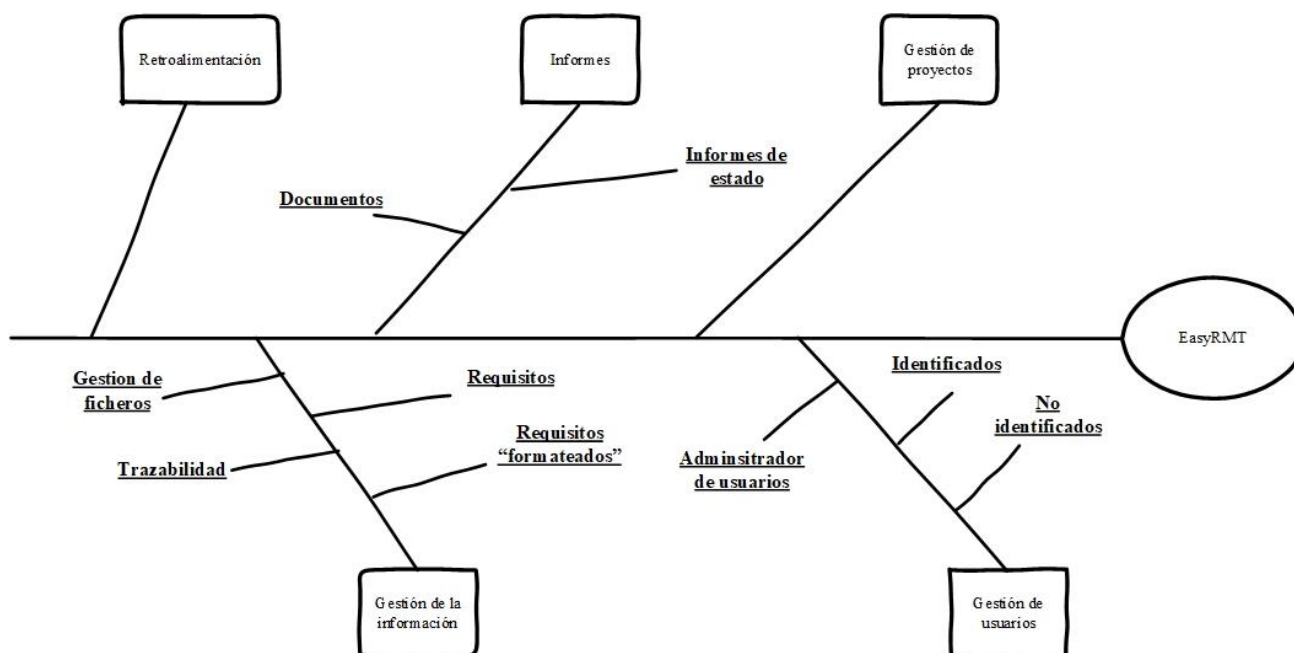 Retroalimentación
Informes
Gestión de
proyectos
Informes de
estado
Documentos
EasyRMT
Gestion de
ficheros
Requisitos
Identificados
No
identificados
Requisitos
“formateados”
Trazabilidad
Adminsitrador
de usuarios
Gestión de la
información
Gestión de
usuarios